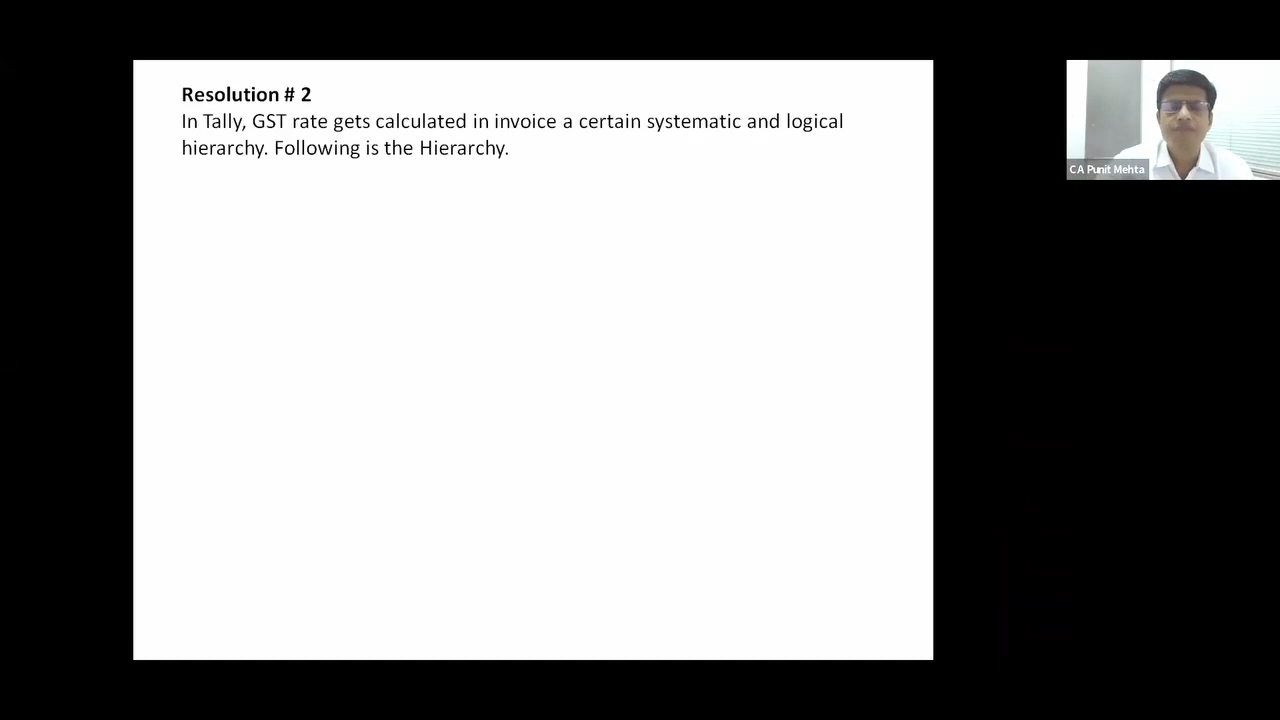 Resolution # 2
In Tally, GST rate gets calculated in invoice a certain systematic and logical
hierarchy. Following is the Hierarchy.
CA Punit Mehta